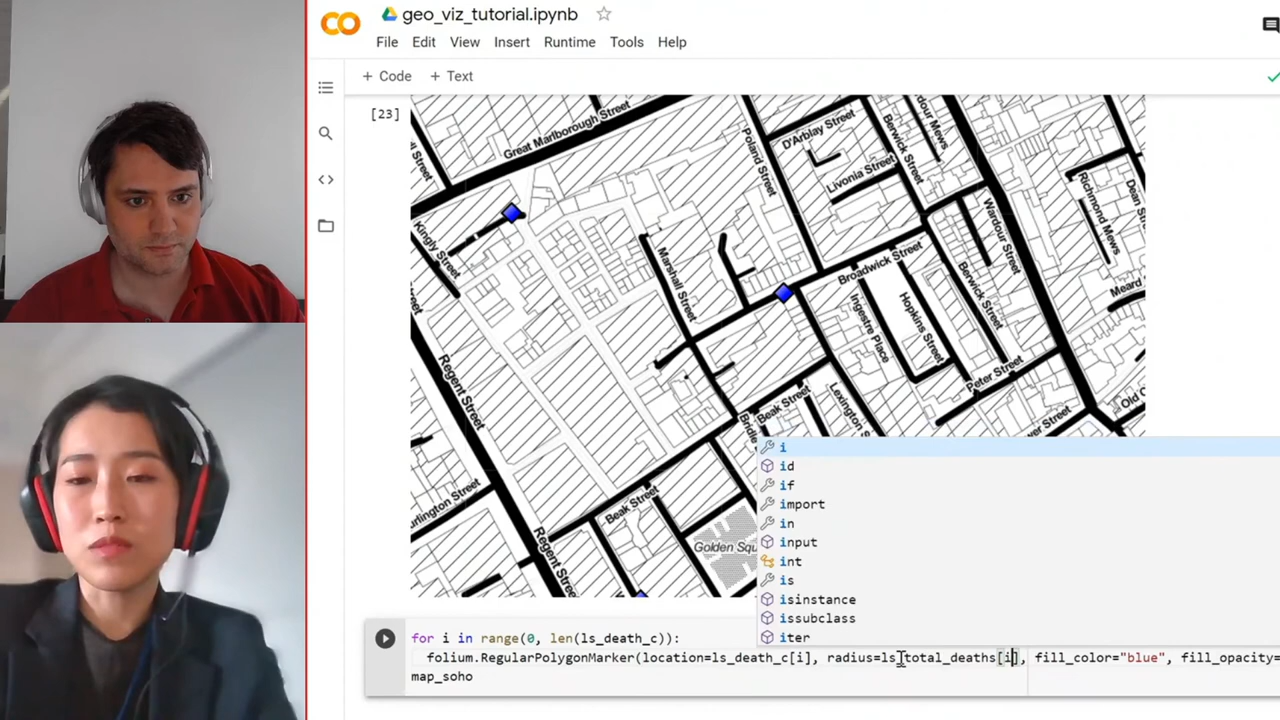 geo_viz_tutorial.ipynb
File Edit View Insert Runtime Tools Help
+ Code + Text
[23]
Great Marlborough Street
Poland Street
D'Arblay Street
Berwick Street
Wardour Mews
Livonia Street
Richmond Mews
Dean
Kingly Street
Marshall Street
Broadwick Street
Wardour Street
Berwick Street
Meard
Ingestre Place
Hopkins Street
Regent Street
Peter Street
Beak Street
Lexington
Old
Beak Street
Regent Street
Golden Squ
i
id
if
import
in
input
int
is
isinstance
issubclass
iter
for i in range(0, len(ls_death_c)):
folium.RegularPolygonMarker(location=ls_death_c[i], radius=ls_total_deaths[i], fill_color="blue", fill_opacity=
map_soho